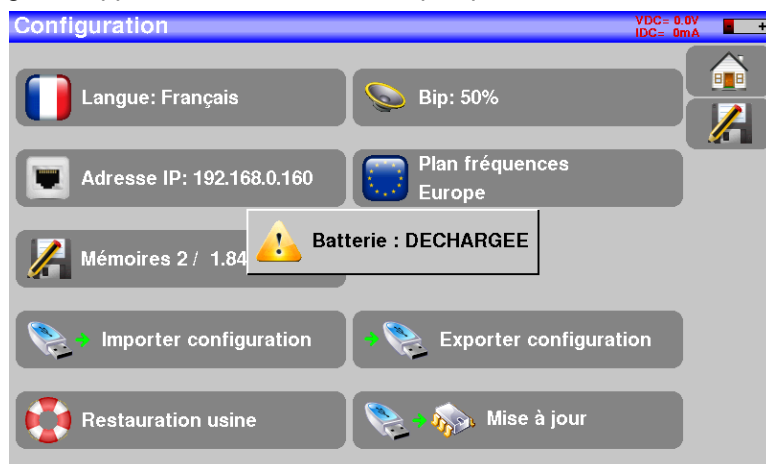 Configuration
VDC= 0.0V
IDC= 0mA
+
Langue: Français
Bip: 50%
Adresse IP: 192.168.0.160
Plan fréquences
Europe
Batterie : DECHARGEE
Mémoires 2 / 1.84
Importer configuration
Exporter configuration
Restauration usine
Mise à jour